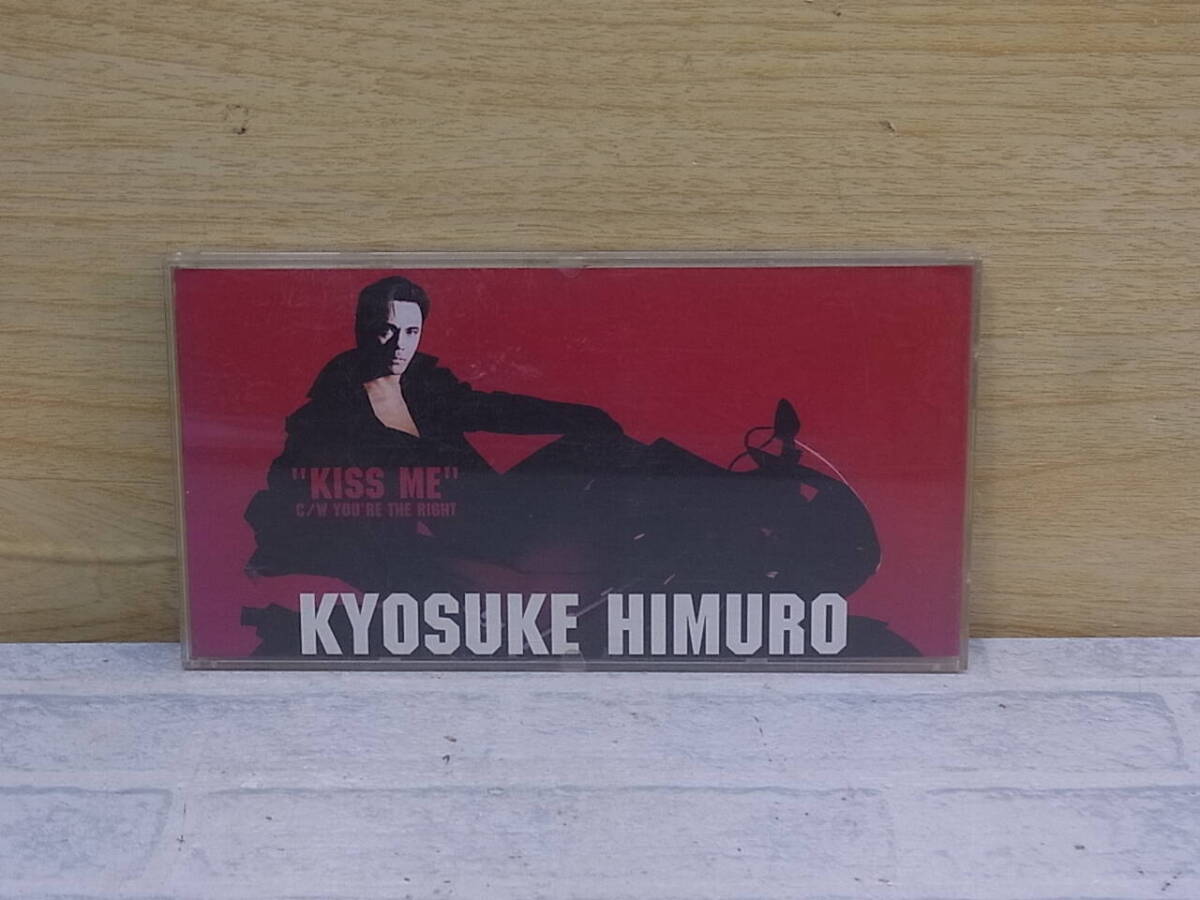 "KISS ME"
C/W YOU'RE THE RIGHT
KYOSUKE HIMURO